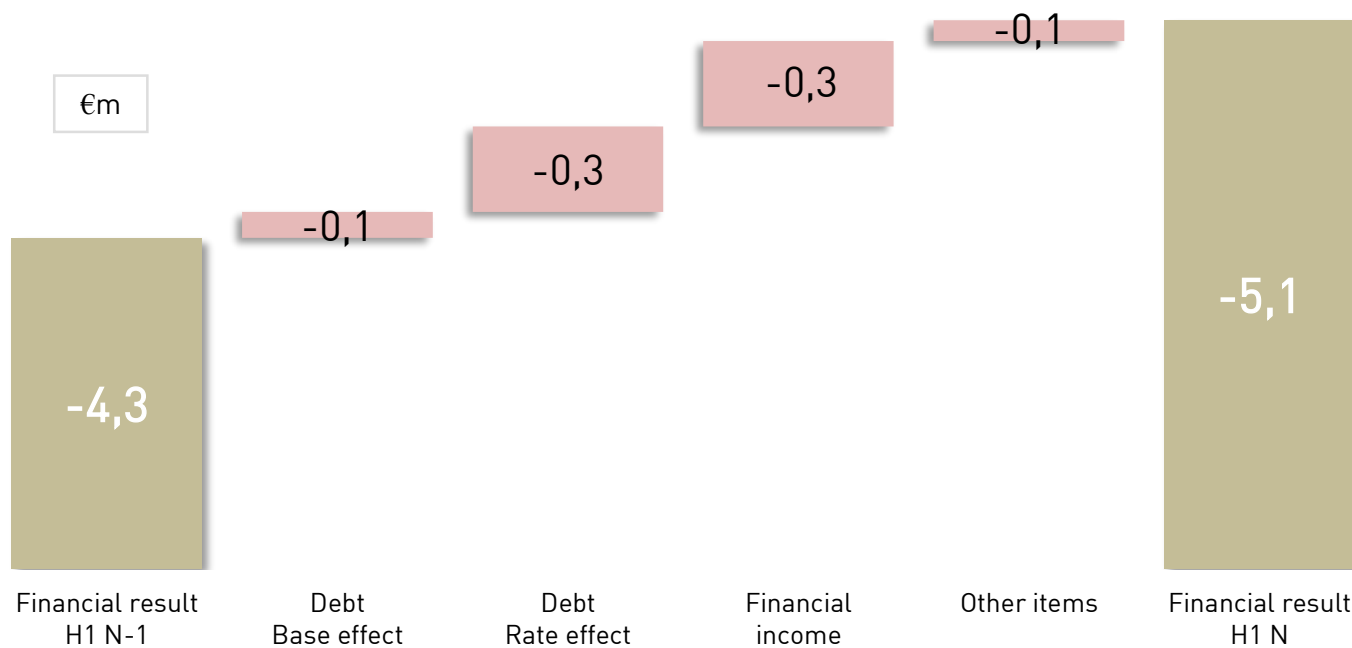 €m
-4,3
-0,1
-0,3
-0,3
-0,1
-5,1
Financial result
H1 N-1
Debt
Base effect
Debt
Rate effect
Financial
income
Other items
Financial result
H1 N